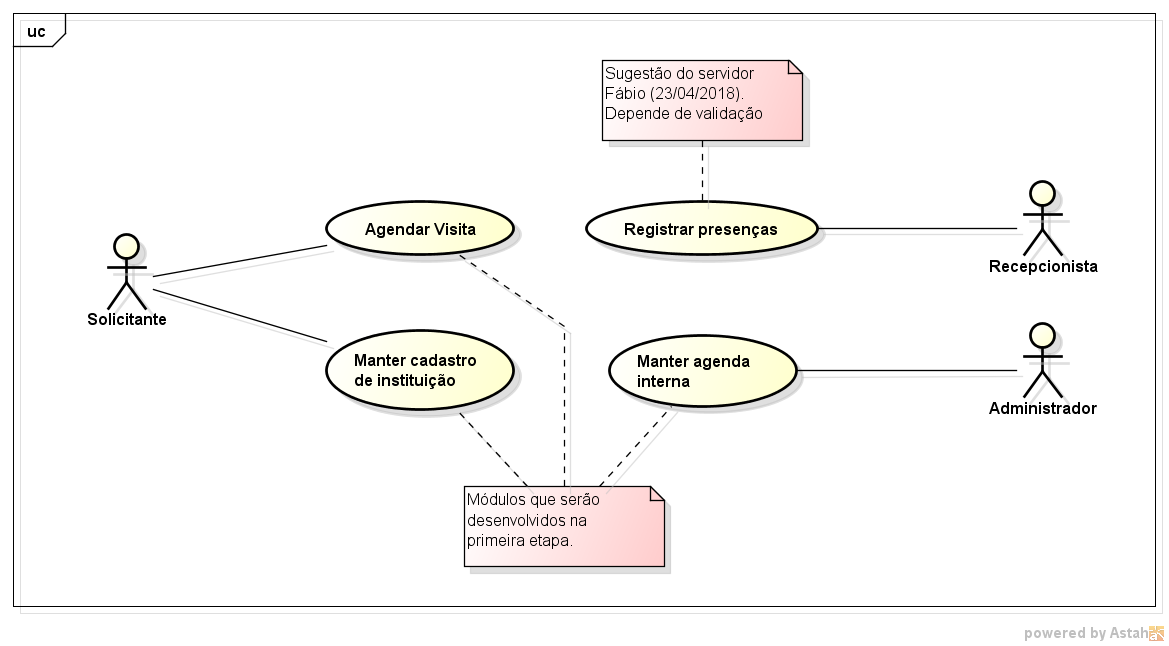 uc
Sugestão do servidor
Fábio (23/04/2018).
Depende de validação
Agendar Visita
Registrar presenças
Recepcionista
Solicitante
Manter cadastro
de instituição
Manter agenda
interna
Administrador
Módulos que serão
desenvolvidos na
primeira etapa.
powered by Astah